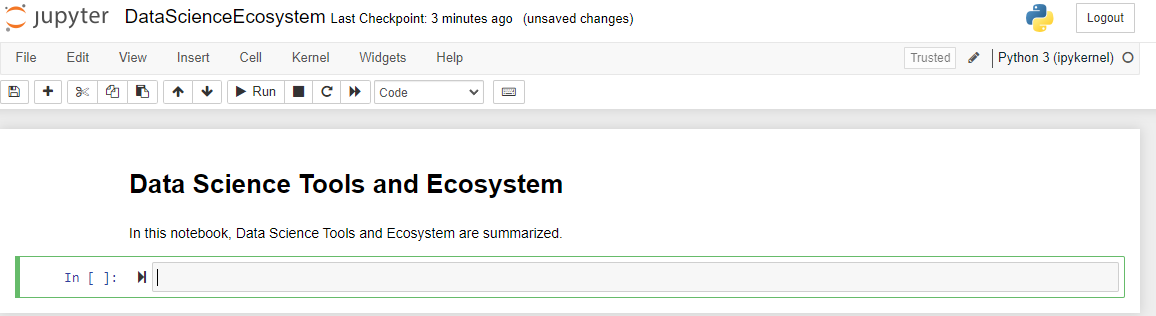 jupyter DataScienceEcosystem Last Checkpoint: 3 minutes ago (unsaved changes) Logout
File Edit View Insert Cell Kernel Widgets Help Trusted Python 3 (ipykernel)
Run Code
Data Science Tools and Ecosystem
In this notebook, Data Science Tools and Ecosystem are summarized.
In [ ]: